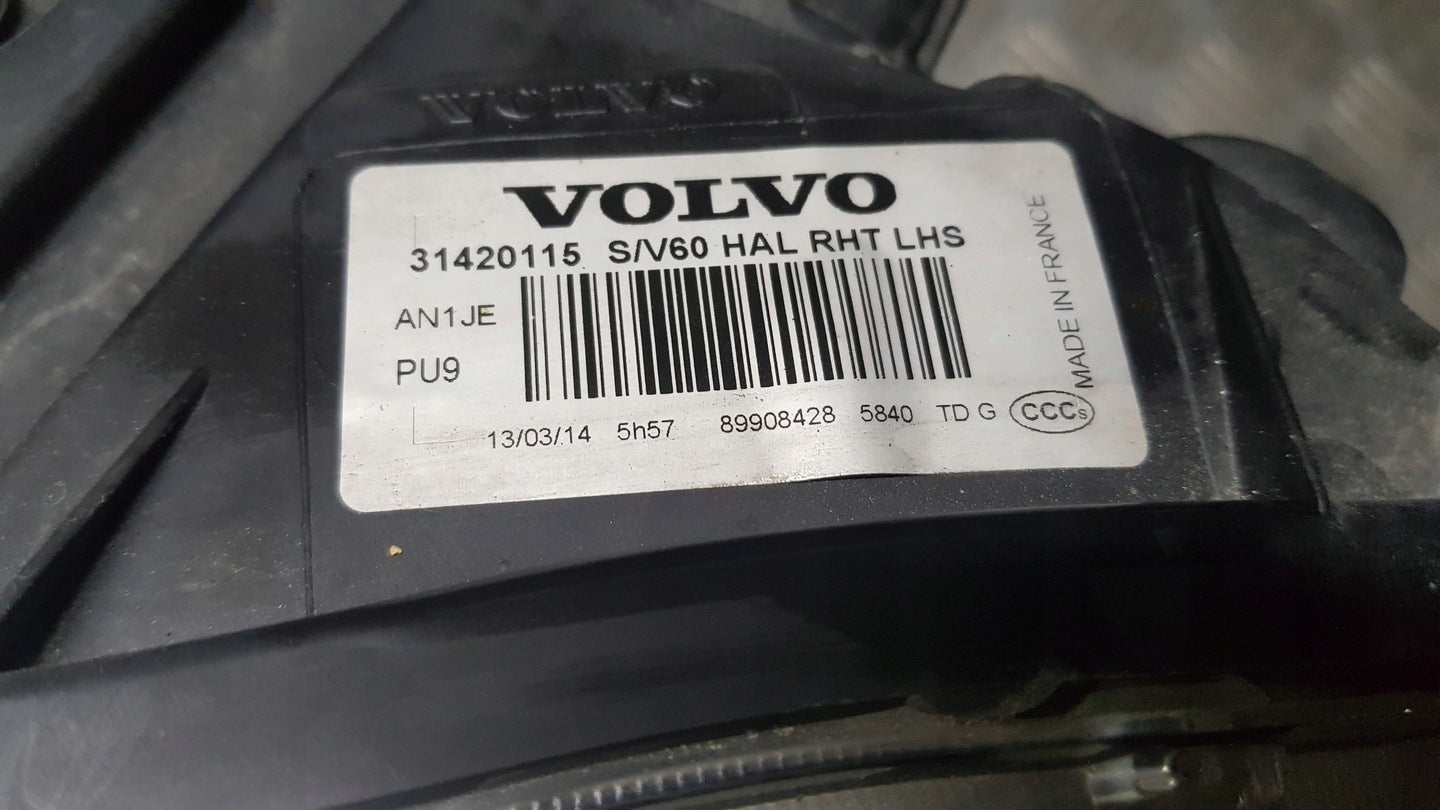 VOLVO
VOLVO
31420115 S/V60 HAL RHT LHS
AN1JE
PU9
13/03/14 5h57 89908428 5840 TD G CCCs
MADE IN FRANCE